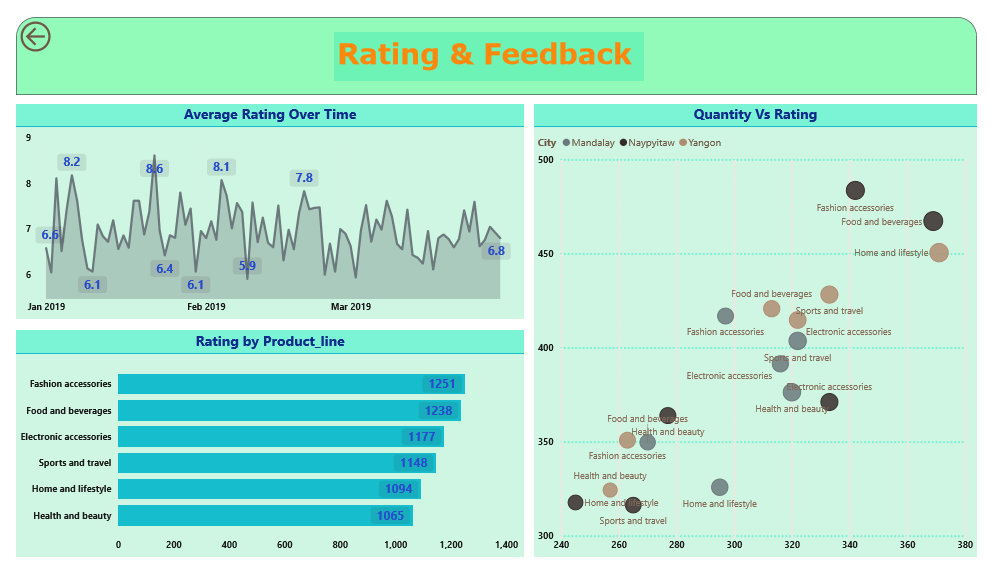 Rating & Feedback
Average Rating Over Time
9
8
7
6
8.2
8.6
8.1
7.8
6.6
6.1
6.4
6.1
5.9
6.8
Jan 2019
Feb 2019
Mar 2019
Rating by Product_line
Fashion accessories
1251
Food and beverages
1238
Electronic accessories
1177
Sports and travel
1148
Home and lifestyle
1094
Health and beauty
1065
0
200
400
600
800
1,000
1,200
1,400
Quantity Vs Rating
City Mandalay Naypyitaw Yangon
500
450
400
350
300
Fashion accessories
Food and beverages
Home and lifestyle
Food and beverages
Sports and travel
Fashion accessories
Electronic accessories
Sports and travel
Electronic accessories
Electronic accessories
Health and beauty
Food and beverages
Health and beauty
Fashion accessories
Health and beauty
Home and lifestyle
Home and lifestyle
Sports and travel
240
260
280
300
320
340
360
380